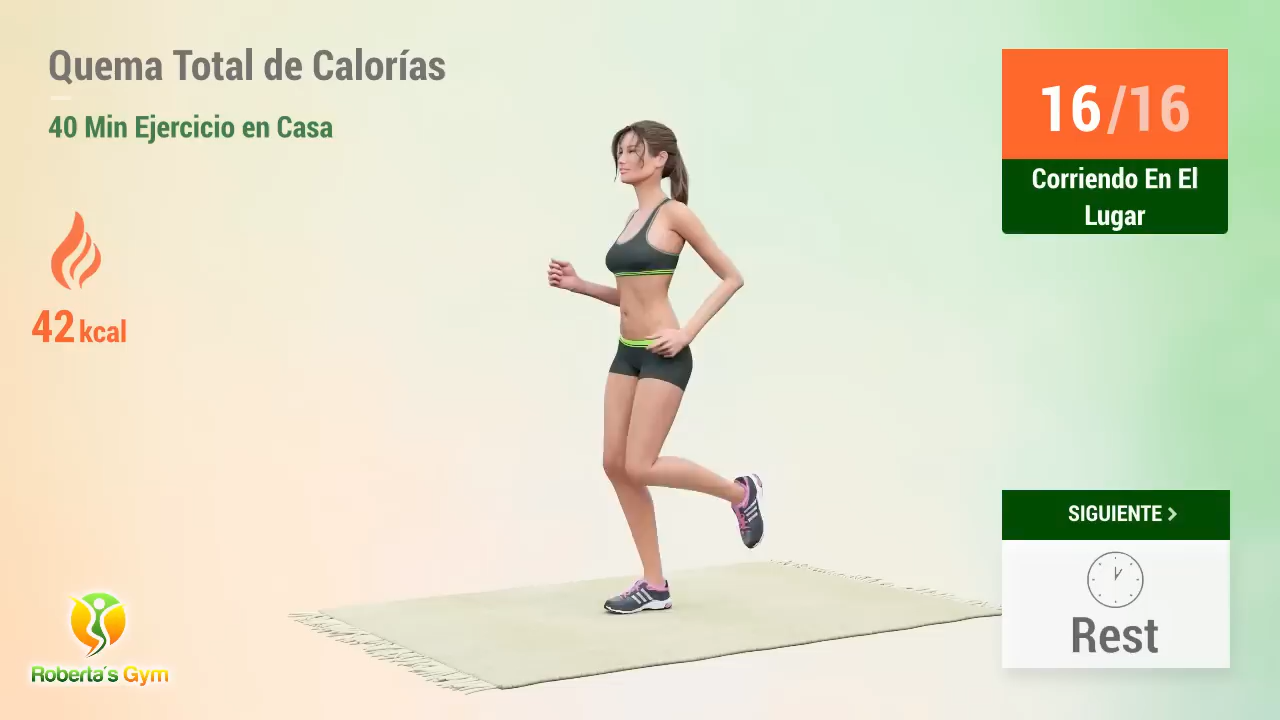 Quema Total de Calorías
40 Min Ejercicio en Casa
42 kcal
16/16
Corriendo En El
Lugar
SIGUIENTE >
Rest
Roberta´s Gym